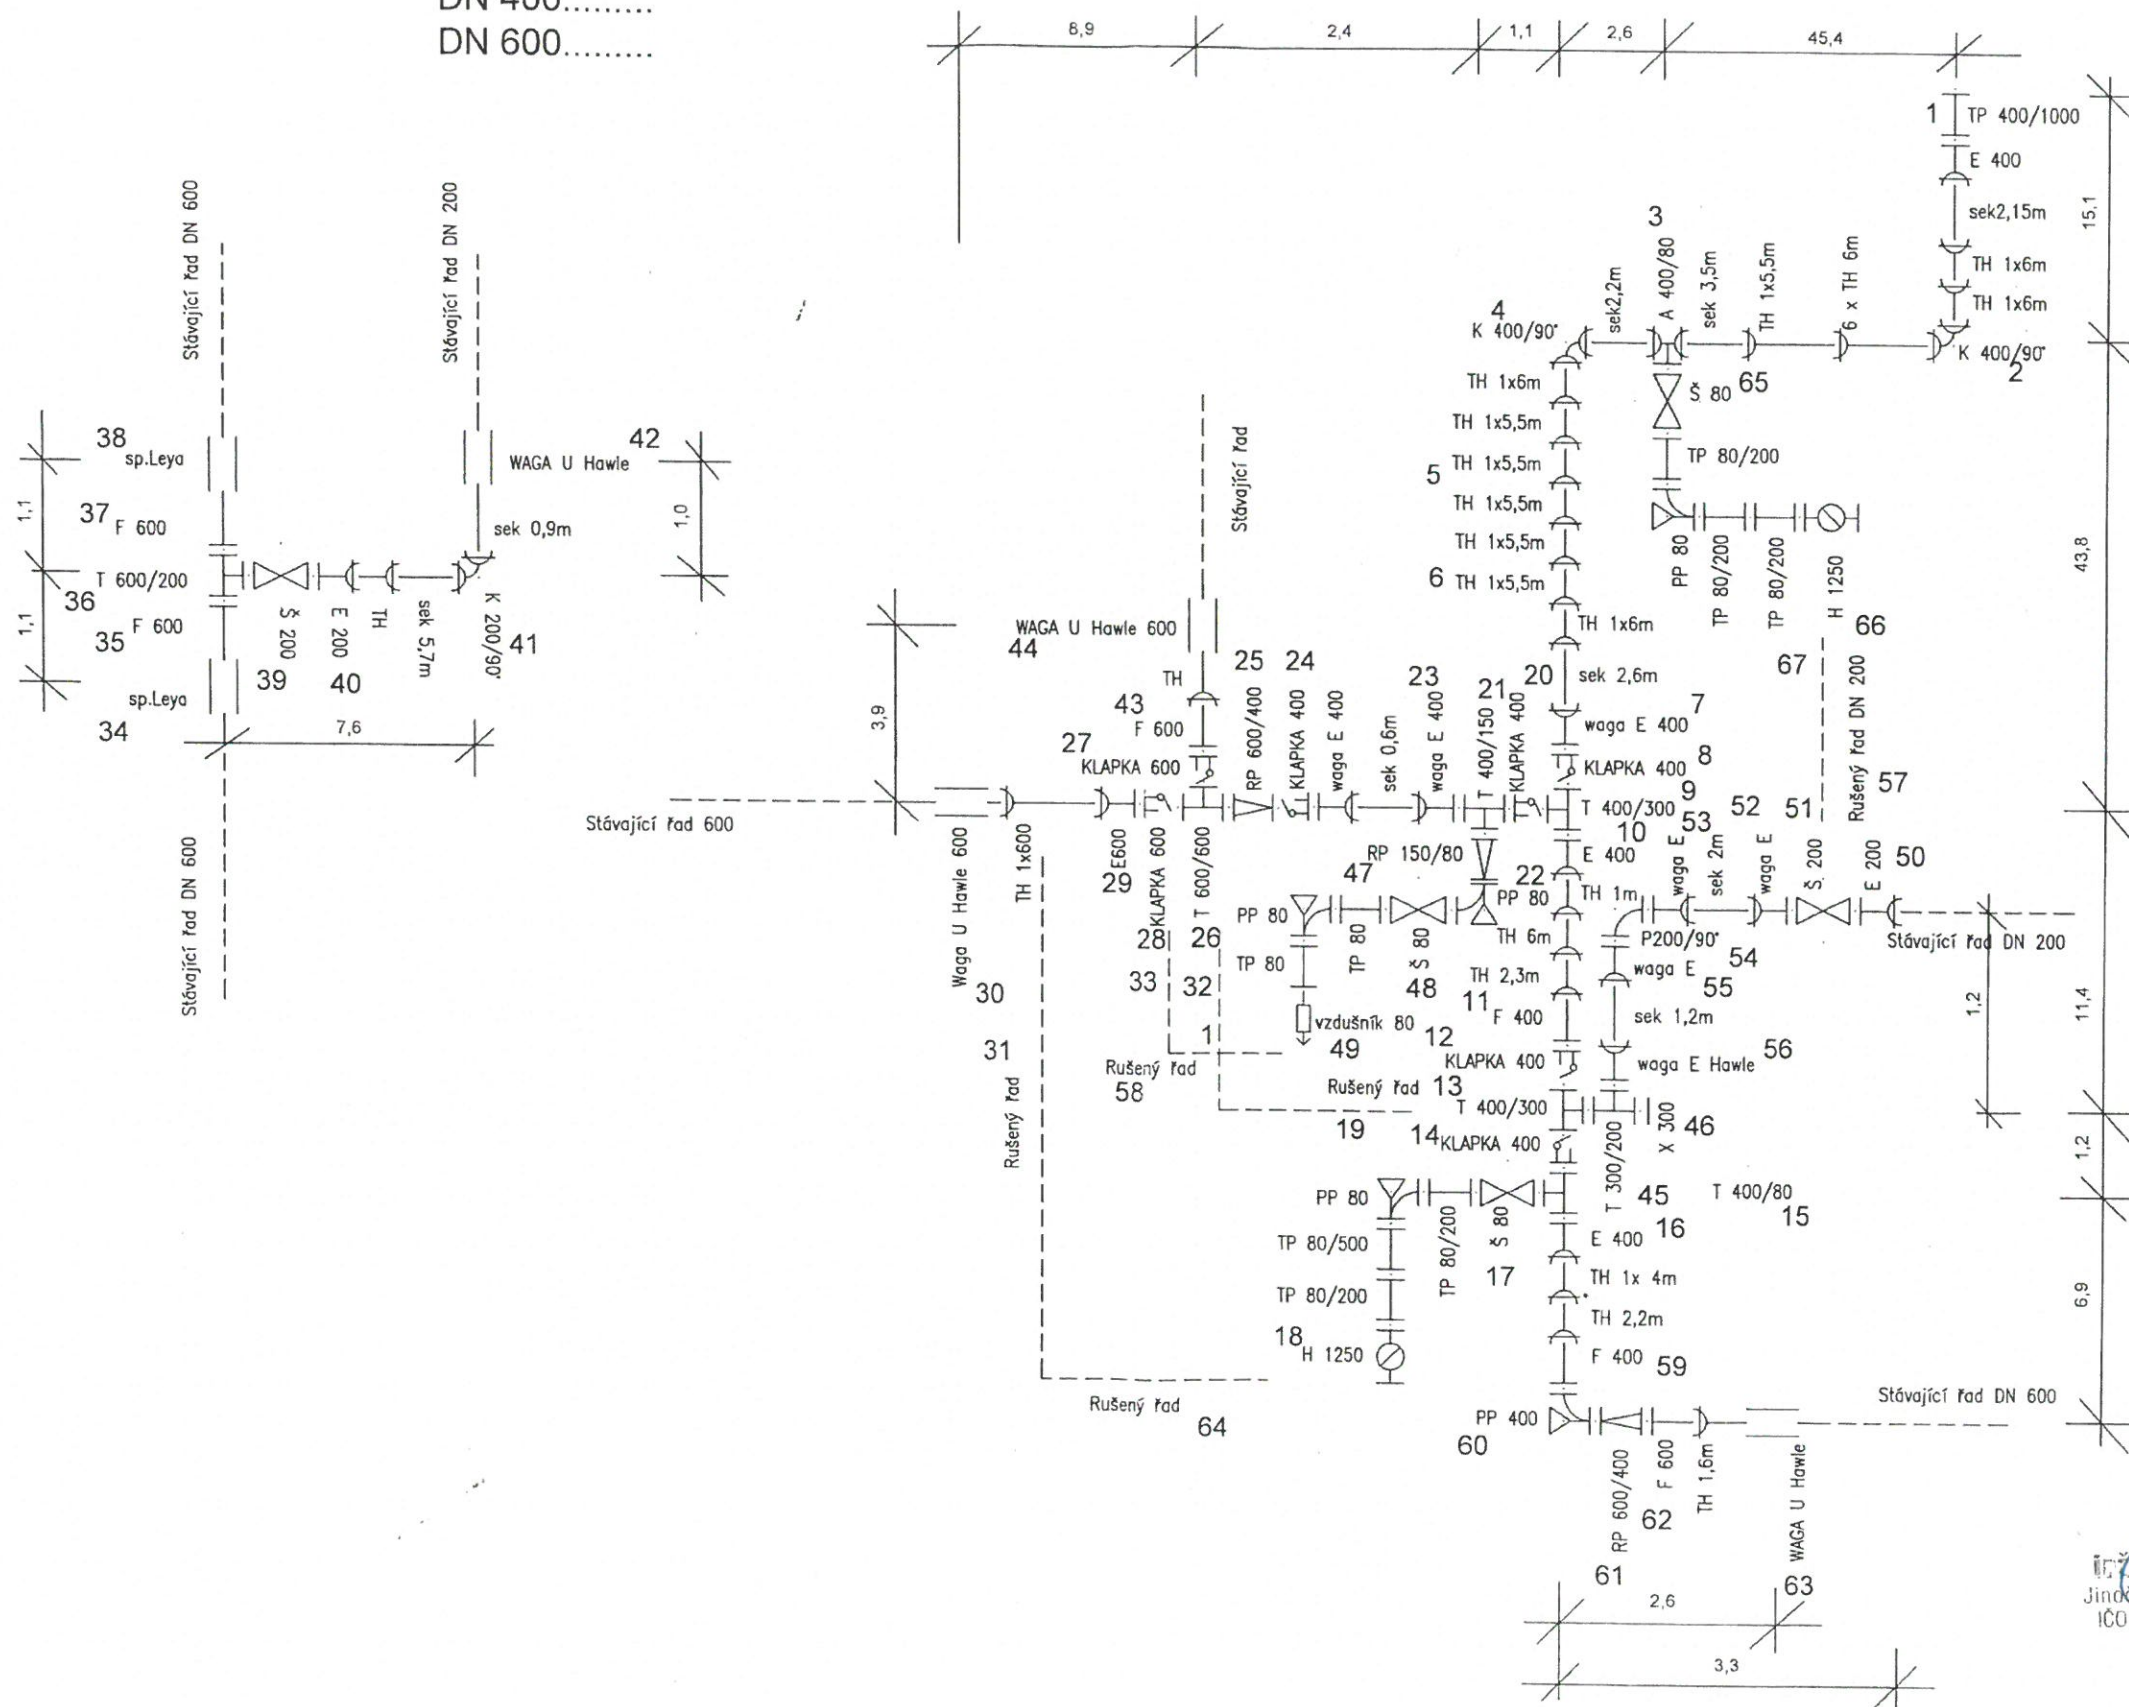 DN 400.........
DN 600.........
8,9
2,4
1,1
2,6
45,4
1
TP 400/1000
E 400
sek2,15m
TH 1x6m
TH 1x6m
K 400/90°
2
15,1
43,8
11,4
1,2
6,9
3
A 400/80
sek2,2m
sek 3,5m
TH 1x5,5m
6 x TH 6m
4
K 400/90°
Š 80
65
TP 80/200
PP 80
TP 80/200
TP 80/200
H 1250
66
67
Rušený řad DN 200
57
TH 1x6m
TH 1x5,5m
5
TH 1x5,5m
TH 1x5,5m
TH 1x5,5m
6
TH 1x5,5m
TH 1x6m
sek 2,6m
waga E 400
7
KLAPKA 400
8
9
T 400/300
10
E 400
TH 1m
TH 6m
TH 2,3m
11
F 400
12
KLAPKA 400
13
T 400/300
14
KLAPKA 400
Stávající řad DN 600
Stávající řad DN 200
38
sp.Leya
37
F 600
T 600/200
36
F 600
35
sp.Leya
34
1,1
1,1
39
Š 200
40
E 200
TH
sek 5,7m
K 200/90°
41
42
WAGA U Hawle
sek 0,9m
1,0
7,6
Stávající řad DN 600
Stávající řad
WAGA U Hawle 600
44
TH
43
F 600
27
KLAPKA 600
3,9
Stávající řad 600
25
RP 600/400
24
KLAPKA 400
waga E 400
sek 0,6m
23
waga E 400
21
T 400/150
20
KLAPKA 400
Waga U Hawle 600
30
TH 1x600
31
29
E600
KLAPKA 600
28
T 600/600
26
33
32
1
RP 150/80
22
47
PP 80
PP 80
TP 80
TP 80
Š 80
48
vzdušník 80
49
Rušený řad
58
Rušený řad
19
Rušený řad
Rušený řad
64
53
waga E
sek 2m
52
waga E
51
Š 200
E 200
50
Stávající řad DN 200
P200/90°
54
waga E
55
sek 1,2m
waga E Hawle
56
1,2
T 300/200
45
X 300
46
T 400/80
15
E 400
16
TH 1x 4m
TH 2,2m
F 400
59
PP 80
TP 80/500
TP 80/200
18
H 1250
TP 80/200
Š 80
17
PP 400
60
RP 600/400
61
F 600
62
TH 1,6m
WAGA U Hawle
63
Stávající řad DN 600
2,6
3,3
IČO